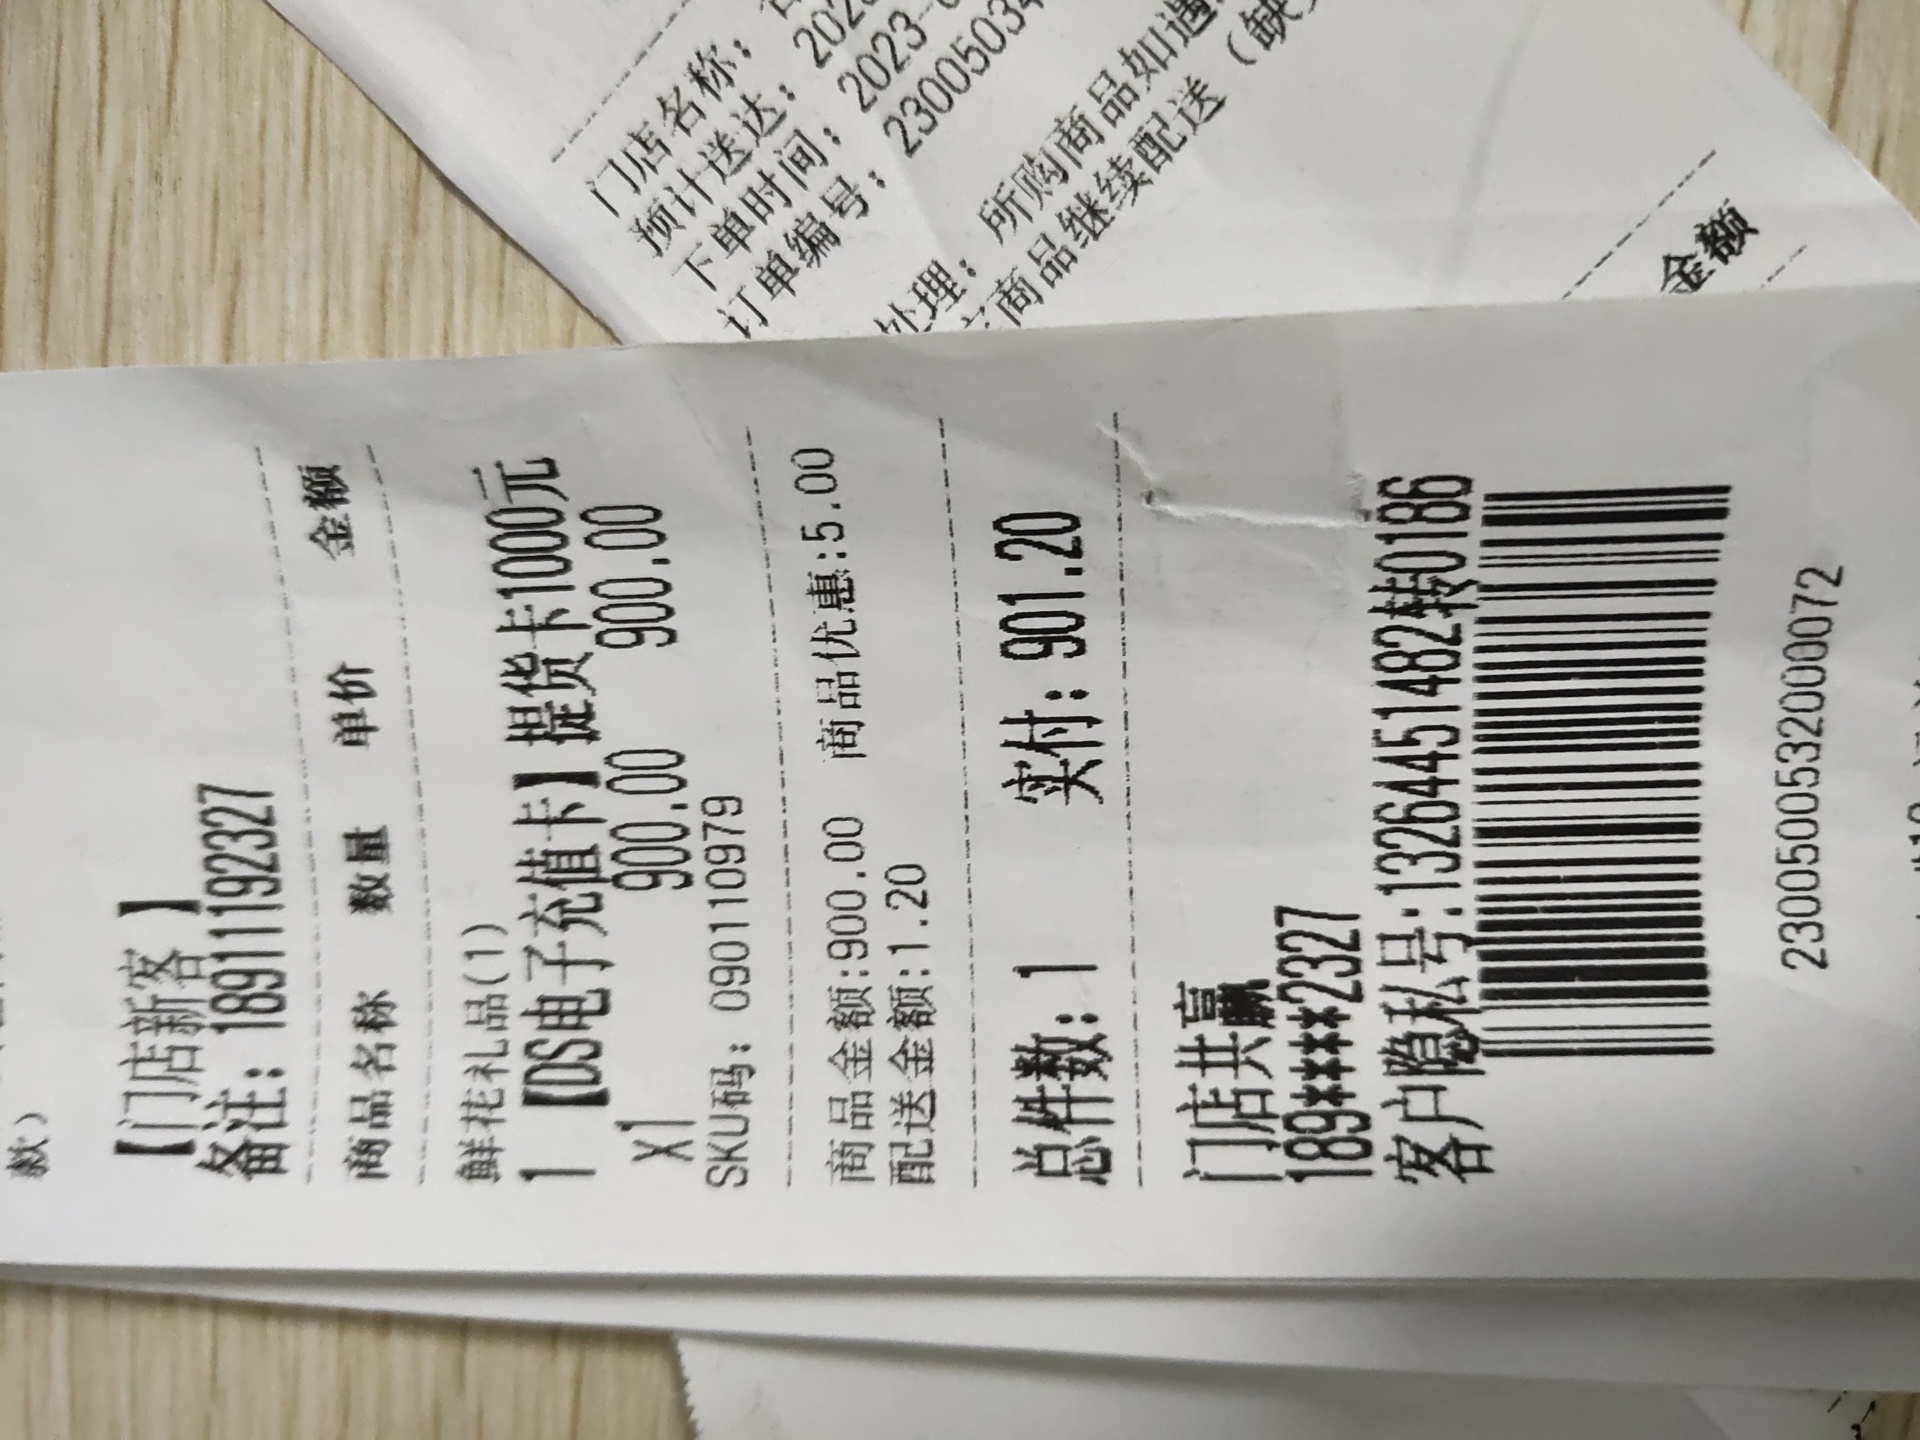 款）
【门店新客 】
备注：18911192327
商品名称 数量 单价 金额
鲜花礼品(1)
1 【DS电子充值卡】提货卡1000元
x1 900.00 900.00
SKU码：0901109979
商品金额:900.00 商品优惠:5.00
配送金额:1.20
总件数：1 实付：901.20
门店共赢
189****2327
客户隐私号:13264451482转0186
2300500532000072
门店名称：
预计送达：202
下单时间：2023-0
订单编号：23005034
处理：所购商品如遇
商品继续配送（缺
金额